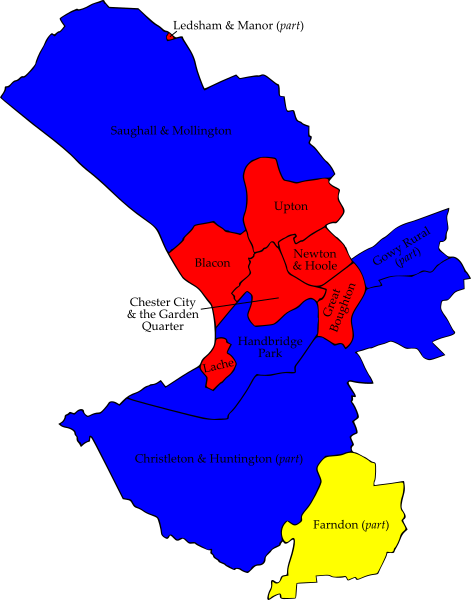 Ledsham & Manor (part)
Saughall & Mollington
Upton
Gowy Rural
(part)
Blacon
Newton
& Hoole
Great
Boughton
Chester City
& the Garden
Quarter
Handbridge
Park
Lache
Christleton & Huntington (part)
Farndon (part)